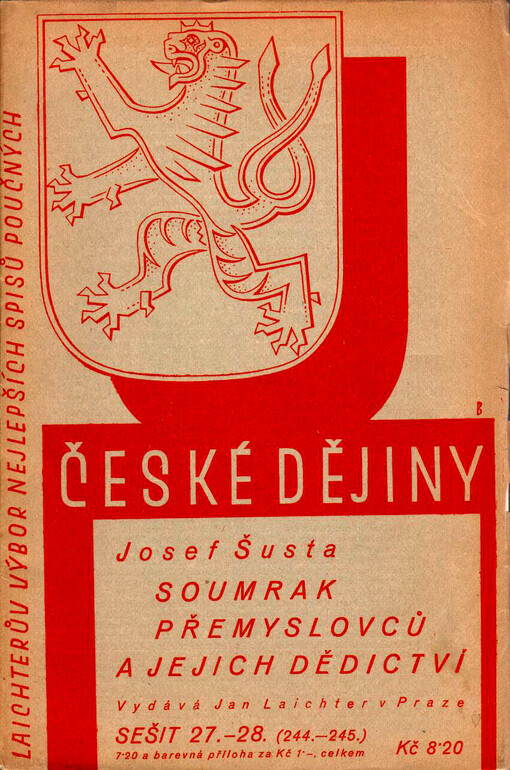 LAICHTERŮV VÝBOR NEJLEPŠÍCH SPISŮ POUČNÝCH
B
ČESKÉ DĚJINY
Josef Šusta
SOUMRAK
PŘEMYSLOVCŮ
A JEJICH DĚDICTVÍ
Vydává Jan Laichter v Praze
SEŠIT 27.–28. (244.–245.)
7·20 a barevná příloha za Kč 1·–, celkem
Kč 8·20